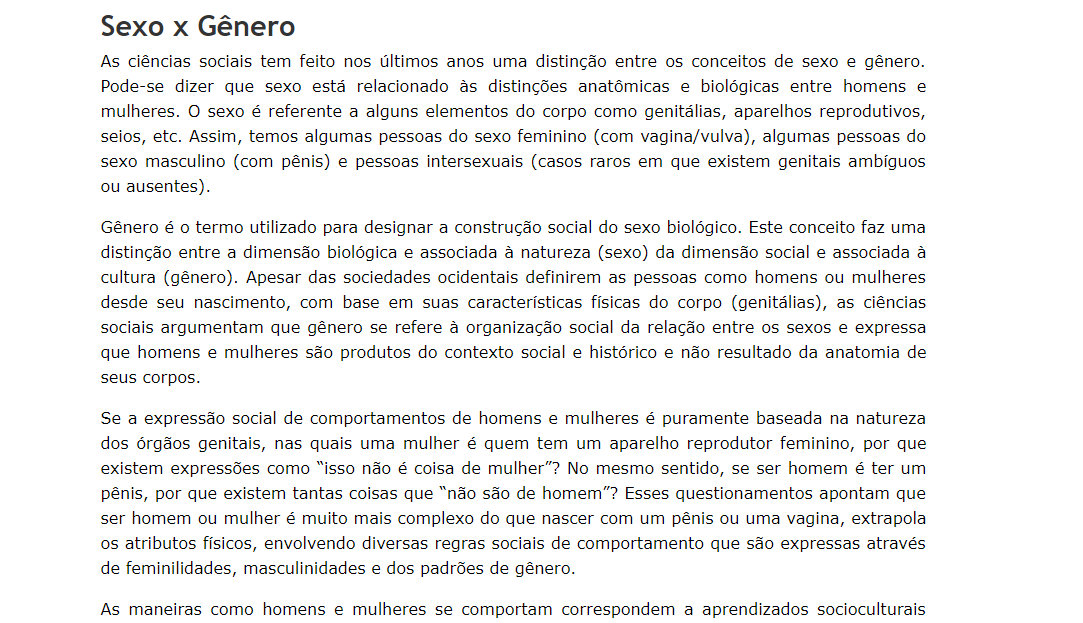 Sexo x Gênero
As ciências sociais tem feito nos últimos anos uma distinção entre os conceitos de sexo e gênero.
Pode-se dizer que sexo está relacionado às distinções anatômicas e biológicas entre homens e
mulheres. O sexo é referente a alguns elementos do corpo como genitálias, aparelhos reprodutivos,
seios, etc. Assim, temos algumas pessoas do sexo feminino (com vagina/vulva), algumas pessoas do
sexo masculino (com pênis) e pessoas intersexuais (casos raros em que existem genitais ambíguos
ou ausentes).
Gênero é o termo utilizado para designar a construção social do sexo biológico. Este conceito faz uma
distinção entre a dimensão biológica e associada à natureza (sexo) da dimensão social e associada à
cultura (gênero). Apesar das sociedades ocidentais definirem as pessoas como homens ou mulheres
desde seu nascimento, com base em suas características físicas do corpo (genitálias), as ciências
sociais argumentam que gênero se refere à organização social da relação entre os sexos e expressa
que homens e mulheres são produtos do contexto social e histórico e não resultado da anatomia de
seus corpos.
Se a expressão social de comportamentos de homens e mulheres é puramente baseada na natureza
dos órgãos genitais, nas quais uma mulher é quem tem um aparelho reprodutor feminino, por que
existem expressões como “isso não é coisa de mulher”? No mesmo sentido, se ser homem é ter um
pênis, por que existem tantas coisas que “não são de homem”? Esses questionamentos apontam que
ser homem ou mulher é muito mais complexo do que nascer com um pênis ou uma vagina, extrapola
os atributos físicos, envolvendo diversas regras sociais de comportamento que são expressas através
de feminilidades, masculinidades e dos padrões de gênero.
As maneiras como homens e mulheres se comportam correspondem a aprendizados socioculturais